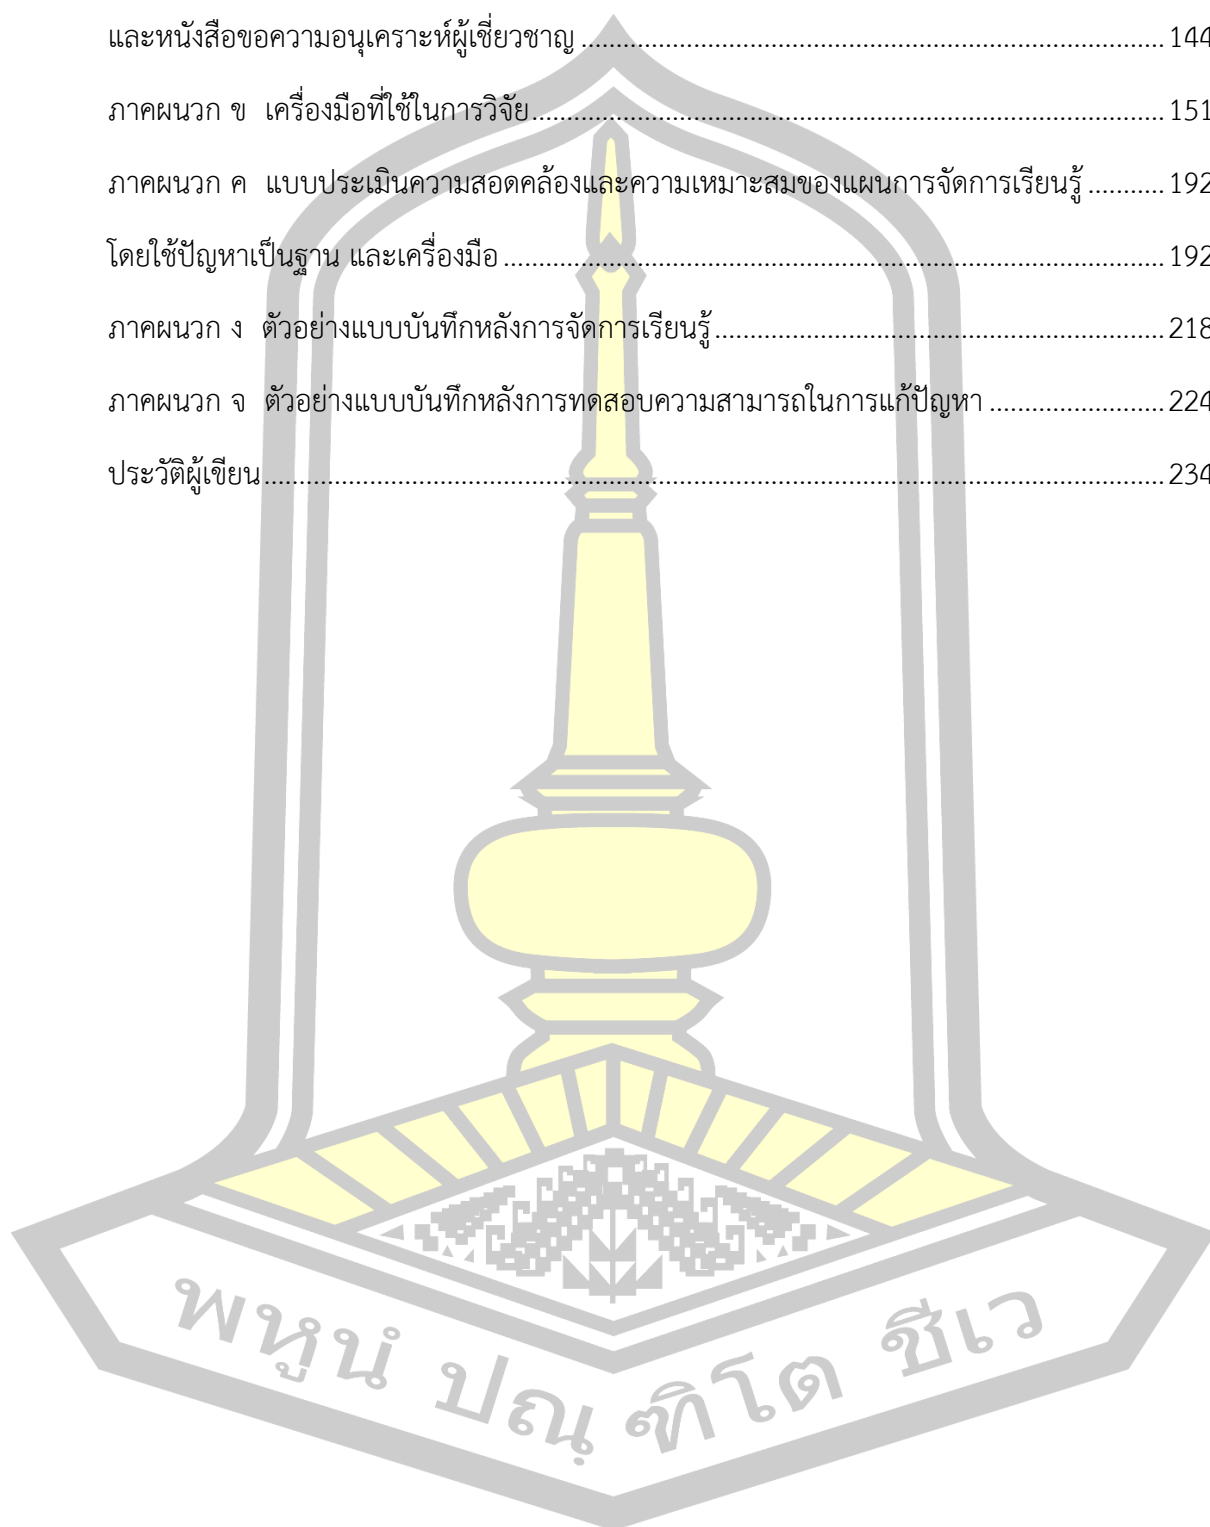 และหนังสือขอความอนุเคราะห์ผู้เชี่ยวชาญ ........................................................................ 144
ภาคผนวก ข  เครื่องมือที่ใช้ในการวิจัย.............................................................................. 151
ภาคผนวก ค  แบบประเมินความสอดคล้องและความเหมาะสมของแผนการจัดการเรียนรู้ ........... 192
โดยใช้ปัญหาเป็นฐาน และเครื่องมือ ................................................................................. 192
ภาคผนวก ง  ตัวอย่างแบบบันทึกหลังการจัดการเรียนรู้....................................................... 218
ภาคผนวก จ  ตัวอย่างแบบบันทึกหลังการทดสอบความสามารถในการแก้ปัญหา ...................... 224
ประวัติผู้เขียน............................................................................................................... 234
พหูนํ ปณฺ ฑิโต ชีเว